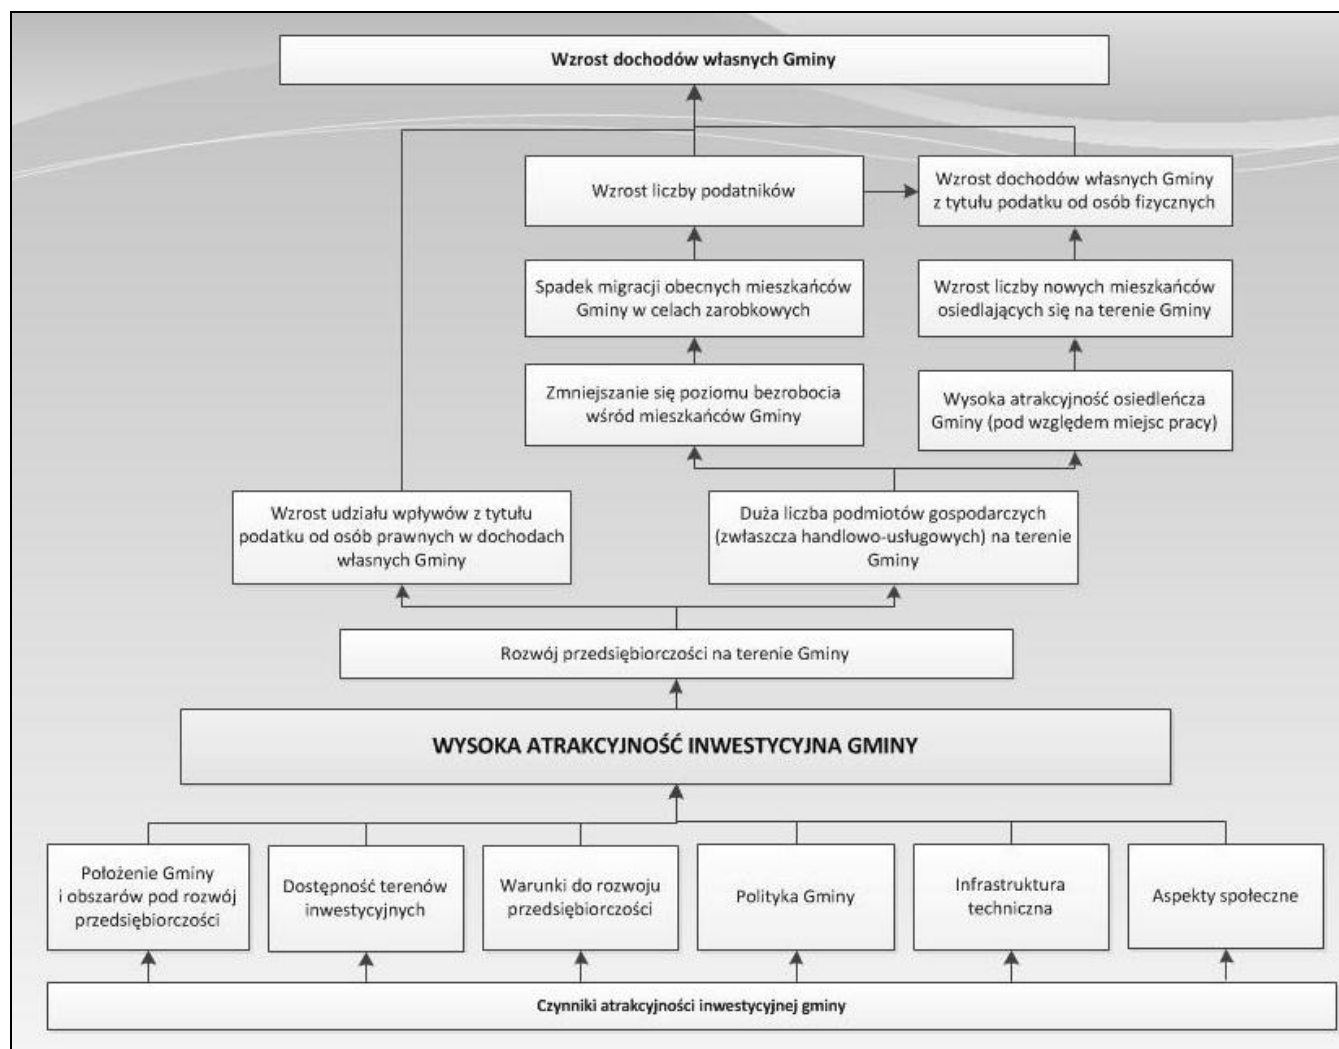 Wzrost dochodów własnych Gminy
Wzrost liczby podatników
Wzrost dochodów własnych Gminy
z tytułu podatku od osób fizycznych
Spadek migracji obecnych mieszkańców
Gminy w celach zarobkowych
Wzrost liczby nowych mieszkańców
osiedlających się na terenie Gminy
Zmniejszanie się poziomu bezrobocia
wśród mieszkańców Gminy
Wysoka atrakcyjność osiedleńcza
Gminy (pod względem miejsc pracy)
Wzrost udziału wpływów z tytułu
podatku od osób prawnych w dochodach
własnych Gminy
Duża liczba podmiotów gospodarczych
(zwłaszcza handlowo-usługowych) na terenie
Gminy
Rozwój przedsiębiorczości na terenie Gminy
WYSOKA ATRAKCYJNOŚĆ INWESTYCYJNA GMINY
Położenie Gminy
i obszarów pod rozwój
przedsiębiorczości
Dostępność terenów
inwestycyjnych
Warunki do rozwoju
przedsiębiorczości
Polityka Gminy
Infrastruktura
techniczna
Aspekty społeczne
Czynniki atrakcyjności inwestycyjnej gminy